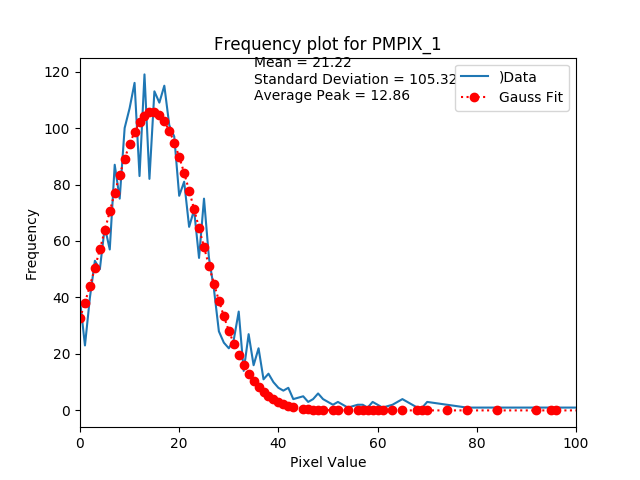 Frequency plot for PMPIX_1
Mean = 21.22
Standard Deviation = 105.32
Average Peak = 12.86
)Data
Gauss Fit
120
100
80
60
40
20
0
Frequency
0 20 40 60 80 100
Pixel Value